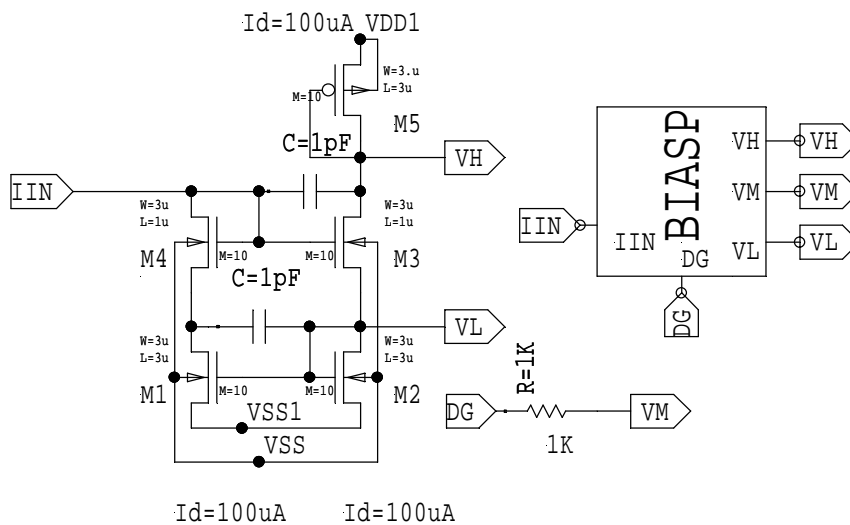 Id=100uA VDD1
W=3.u
L=3u
M=10
M5
C=1pF
VH
IIN
W=3u
L=1u
W=3u
L=1u
M=10
M=10
M4
M3
C=1pF
VL
W=3u
L=3u
W=3u
L=3u
M=10
M=10
M1
M2
VSS1
VSS
Id=100uA
Id=100uA
BIASP
VH
VH
VM
VM
VL
VL
IIN
IIN
DG
DG
R=1K
DG
VM
1K